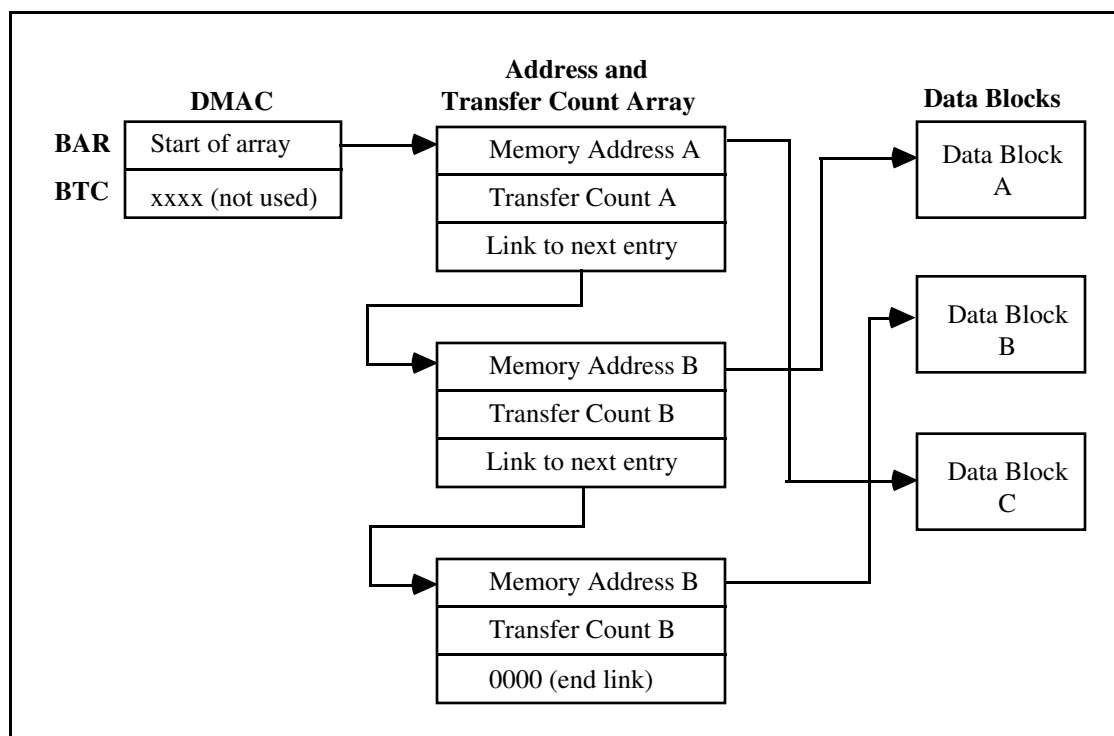 Address and
Transfer Count Array
DMAC
Data Blocks
BAR
Start of array
BTC
xxxx (not used)
Memory Address A
Transfer Count A
Link to next entry
Memory Address B
Transfer Count B
Link to next entry
Memory Address B
Transfer Count B
0000 (end link)
Data Block
A
Data Block
B
Data Block
C